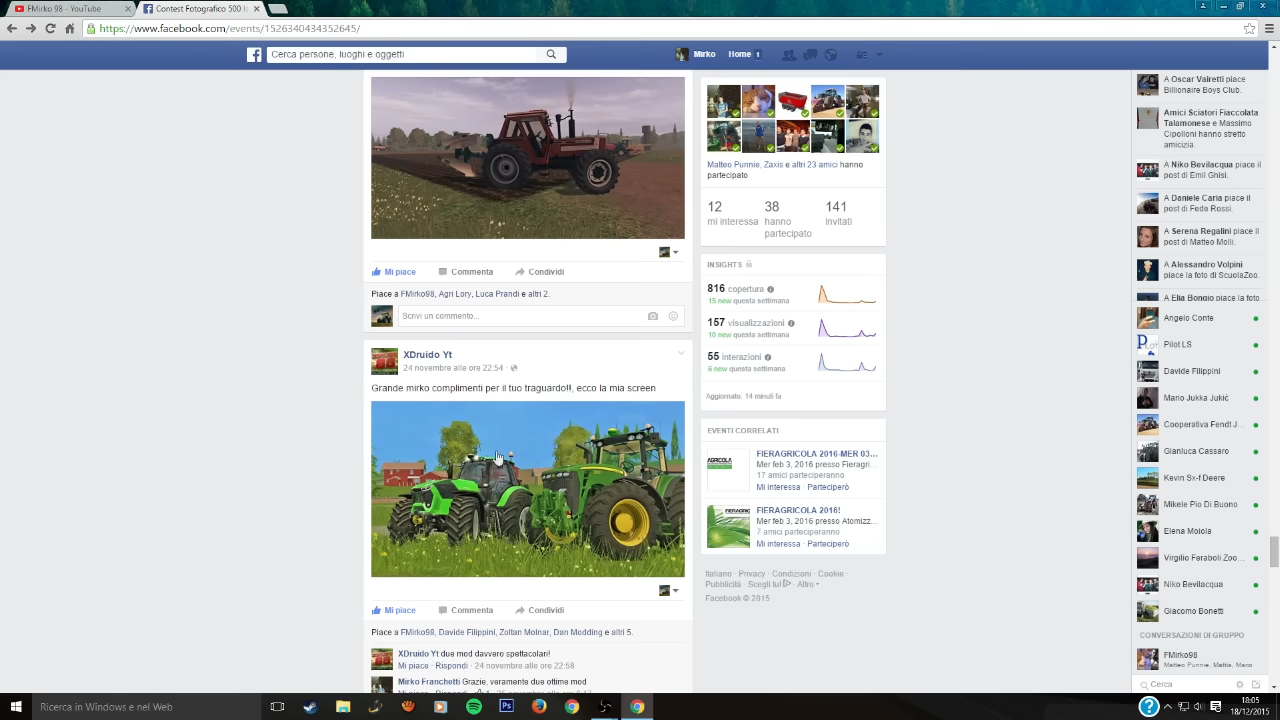 FMirko 98 - YouTube
Contest Fotografico 500 is
https://www.facebook.com/events/1526340434352645/
Cerca persone, luoghi e oggetti
Mirko
Home 1
Mi piace Commenta Condividi
Piace a FMirko98, Agri Lory, Luca Prandi e altri 2.
Scrivi un commento...
XDruido Yt
24 novembre alle ore 22:54 ·
Grande mirko complimenti per il tuo traguardo!!, ecco la mia screen
Mi piace Commenta Condividi
Piace a FMirko98, Davide Filippini, Zoltan Molnar, Dan Modding e altri 5.
XDruido Yt due mod davvero spettacolari!
Mi piace · Rispondi · 24 novembre alle ore 22:58
Mirko Franchetti Grazie, veramente due ottime mod
Matteo Punnie, Zaxis e altri 23 amici hanno
partecipato
12
mi interessa
38
hanno
partecipato
141
invitati
INSIGHTS
816 copertura
15 new questa settimana
157 visualizzazioni
10 new questa settimana
55 interazioni
6 new questa settimana
Aggiornato: 14 minuti fa
EVENTI CORRELATI
AGRICOLA
FIERAGRICOLA 2016-MER 03...
Mer feb 3, 2016 presso Fieragri...
17 amici parteciperanno
Mi interessa · Parteciperò
FIERAGRICOLA 2016!
Mer feb 3, 2016 presso Atomizz...
7 amici parteciperanno
Mi interessa · Parteciperò
Italiano · Privacy · Condizioni · Cookie ·
Pubblicità · Scegli tu! · Altro
Facebook © 2015
A Oscar Vairetti piace
Billionaire Boys Club.
Amici Sciatori Fiaccolata
Talamonese e Massimo
Cipolloni hanno stretto
amicizia.
A Niko Bevilacqua piace il
post di Emil Ghisi.
A Daniele Caria piace il
post di Fede Rossi.
A Serena Regalini piace il
post di Matteo Molli.
A Alessandro Volpini
piace la foto di ScuolaZoo.
A Elia Bongio piace la foto...
Angelo Conte
Pilot LS
Davide Filippini
Mario Jukka Jukić
Cooperativa Fendt J...
Gianluca Cassaro
Kevin Sx-f Deere
Mikele Pio Di Buono
Elena Moiola
Virgilio Feraboli Zoo...
Niko Bevilacqua
Giacomo Bonetti
CONVERSAZIONI DI GRUPPO
FMirko98
Matteo Punnie, Mattia, Mario
Cerca
Ricerca in Windows e nel Web
18:05
18/12/2015